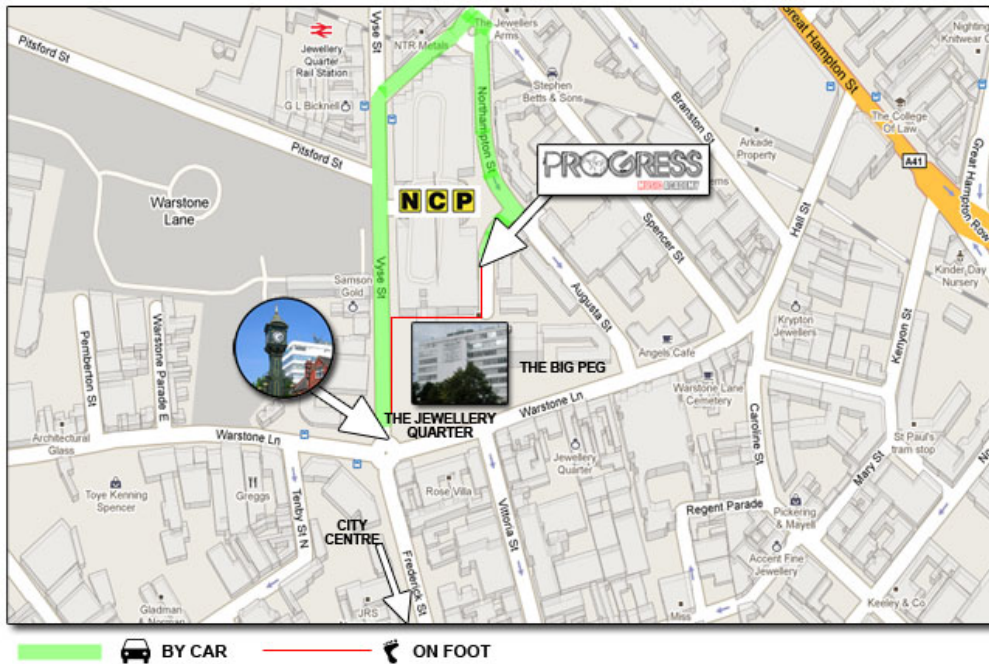 Pitsford St
Vyse St
NTR Metals
The Jewellers
Arms
Great Hampton St
Jewellery
Quarter
Rail Station
G L Bicknell
Stephen
Betts & Sons
Branston St
The College
Of Law
Knitwear C
Northampton St
Arkade
Property
A41
Great Hampton Row
Pitsford St
PROGRESS
MUSIC ACADEMY
Warstone
Lane
NCP
Hall St
Spencer St
Kinder Day
Nursery
Vyse St
Samson
Gold
Augusta St
Krypton
Jewellers
Kenyon St
Pemberton St
Warstone Parade E
Angels Cafe
THE BIG PEG
Warstone Lane
Cemetery
Warstone Ln
THE JEWELLERY
QUARTER
Caroline St
Architectural
Glass
Warstone Ln
St Paul's
tram stop
Jewellery
Quarter
Mary St
Toye Kenning
Spencer
Greggs
Rose Villa
Tenby St N
Vittoria St
Regent Parade
Pickering &
Mayell
CITY
CENTRE
Frederick St
Accent Fine
Jewellery
Gladman
& Norman
JRS
Miss
Keeley & Co
BY CAR
ON FOOT